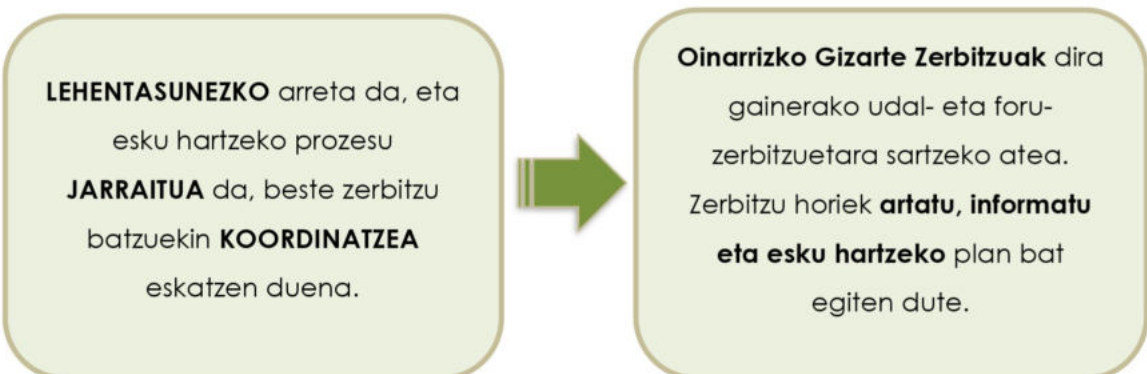 LEHENTASUNEZKO arreta da, eta
esku hartzeko prozesu
JARRAITUA da, beste zerbitzu
batzuekin KOORDINATZEA
eskatzen duena.
Oinarrizko Gizarte Zerbitzuak dira
gainerako udal- eta foru-
zerbitzuetara sartzeko atea.
Zerbitzu horiek artatu, informatu
eta esku hartzeko plan bat
egiten dute.